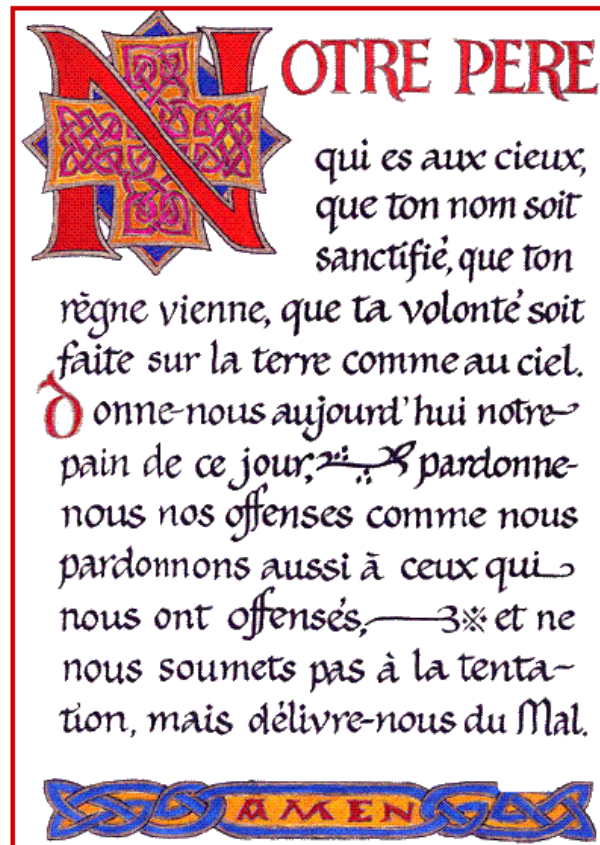 NOTRE PERE
qui es aux cieux,
que ton nom soit
sanctifié, que ton
règne vienne, que ta volonté soit
faite sur la terre comme au ciel.
Donne-nous aujourd'hui notre
pain de ce jour, pardonne-
nous nos offenses comme nous
pardonnons aussi à ceux qui
nous ont offensés, et ne
nous soumets pas à la tenta-
tion, mais délivre-nous du Mal.
AMEN